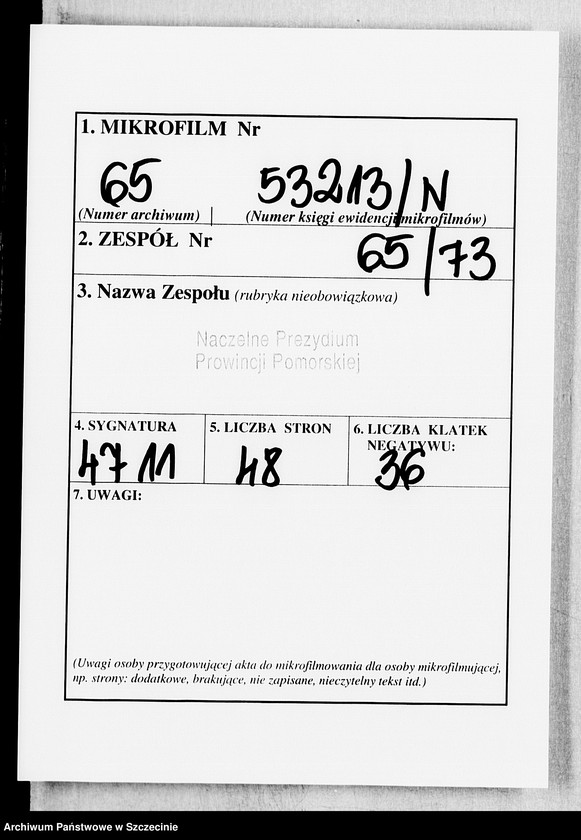 1. MIKROFILM Nr
65 53213/N
(Numer archiwum) | (Numer księgi ewidencji mikrofilmów)
2. ZESPÓŁ Nr 65/73
3. Nazwa Zespołu (rubryka nieobowiązkowa)
Naczelne Prezydium
Prowincji Pomorskiej
4. SYGNATURA 5. LICZBA STRON 6. LICZBA KLATEK
NEGATYWU:
4711 48 36
7. UWAGI:
(Uwagi osoby przygotowującej akta do mikrofilmowania dla osoby mikrofilmującej,
np. strony: dodatkowe, brakujące, nie zapisane, nieczytelny tekst itd.)
Archiwum Państwowe w Szczecinie